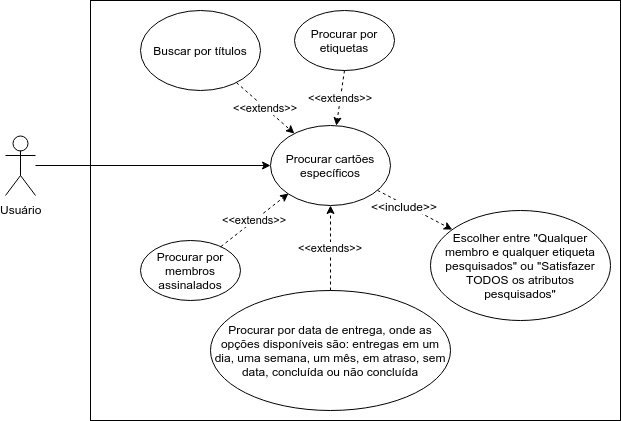 Buscar por títulos
Procurar por
etiquetas
<<extends>>
<<extends>>
Procurar cartões
específicos
Usuário
<<extends>>
<<include>>
Procurar por
membros
assinalados
<<extends>>
Escolher entre "Qualquer
membro e qualquer etiqueta
pesquisados" ou "Satisfazer
TODOS os atributos
pesquisados"
Procurar por data de entrega, onde as
opções disponíveis são: entregas em um
dia, uma semana, um mês, em atraso, sem
data, concluída ou não concluída